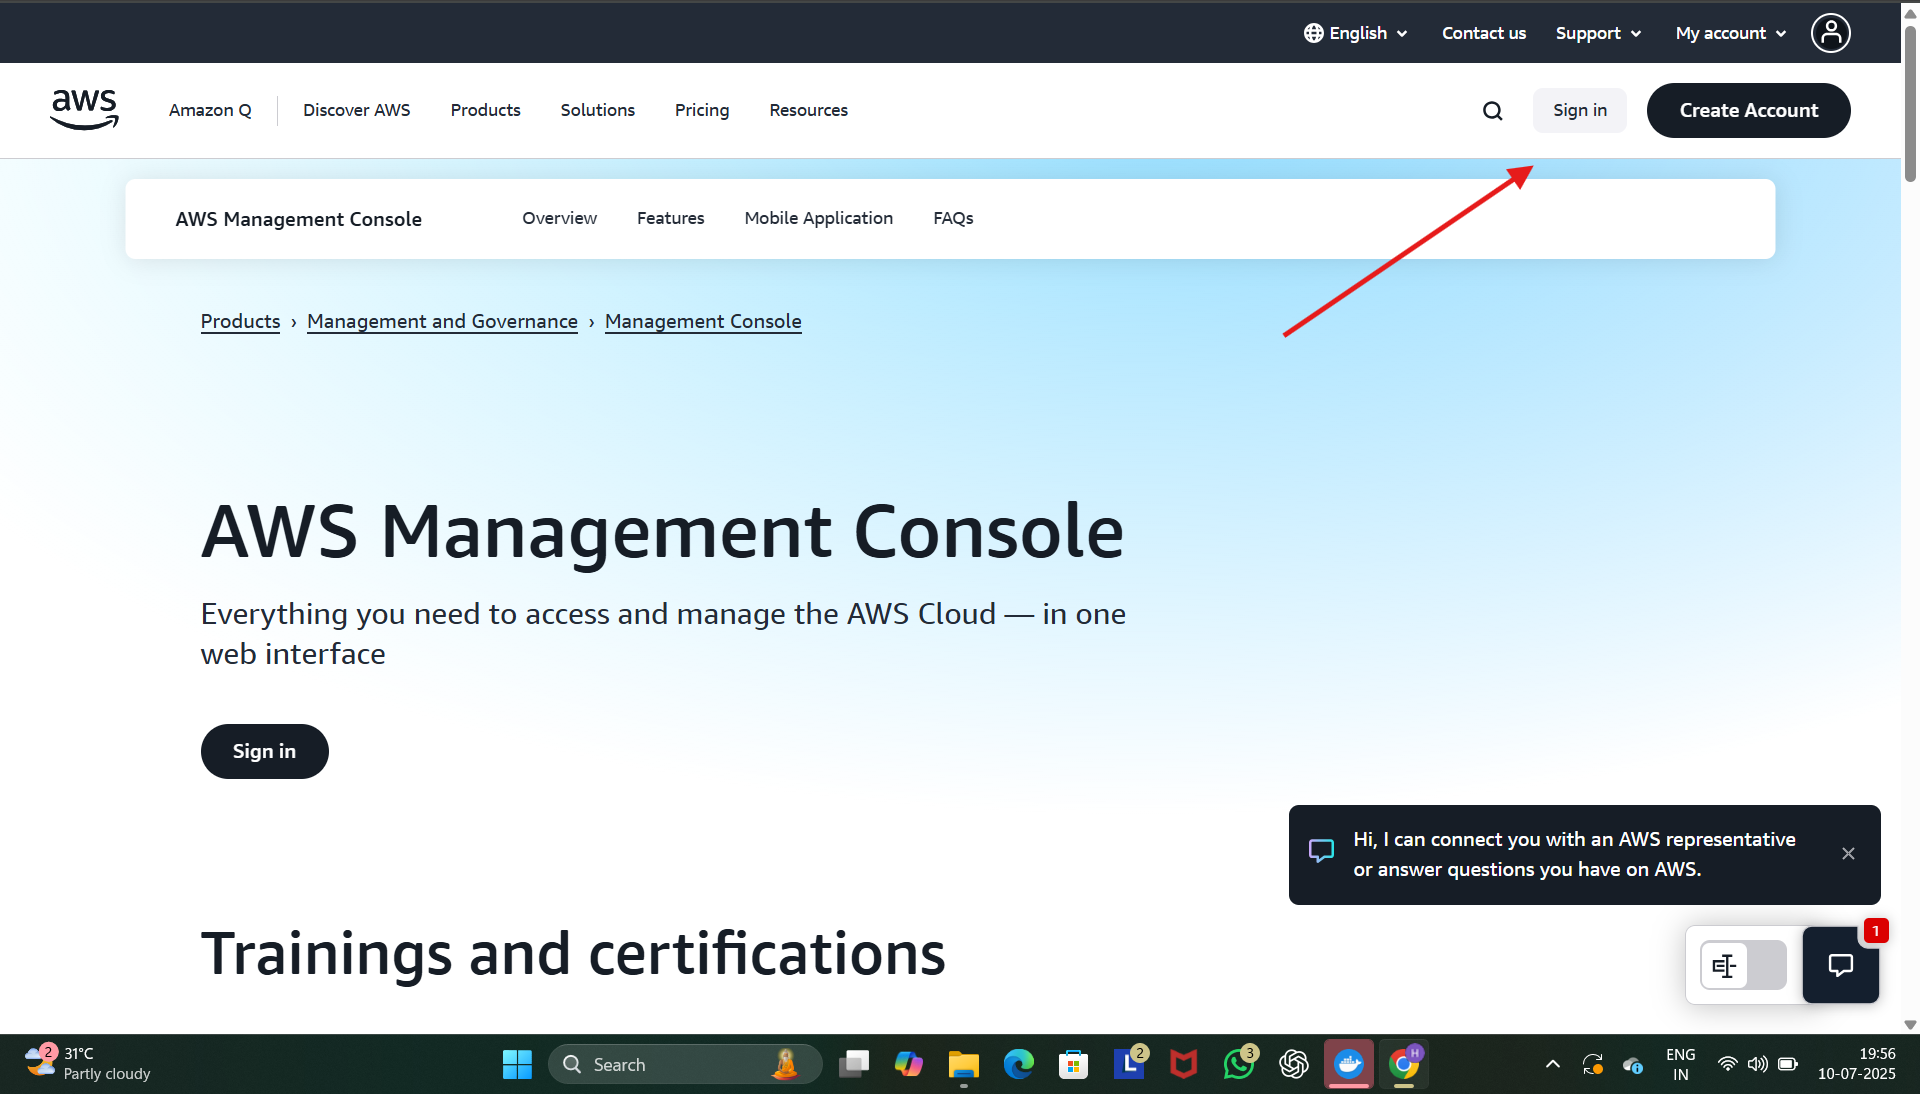 English
Contact us
Support
My account
aws
Amazon Q
Discover AWS
Products
Solutions
Pricing
Resources
Sign in
Create Account
AWS Management Console
Overview
Features
Mobile Application
FAQs
Products › Management and Governance › Management Console
AWS Management Console
Everything you need to access and manage the AWS Cloud — in one
web interface
Sign in
Hi, I can connect you with an AWS representative
or answer questions you have on AWS.
Trainings and certifications
1
2
31°C
Partly cloudy
Search
L
2
3
H
ENG
IN
19:56
10-07-2025